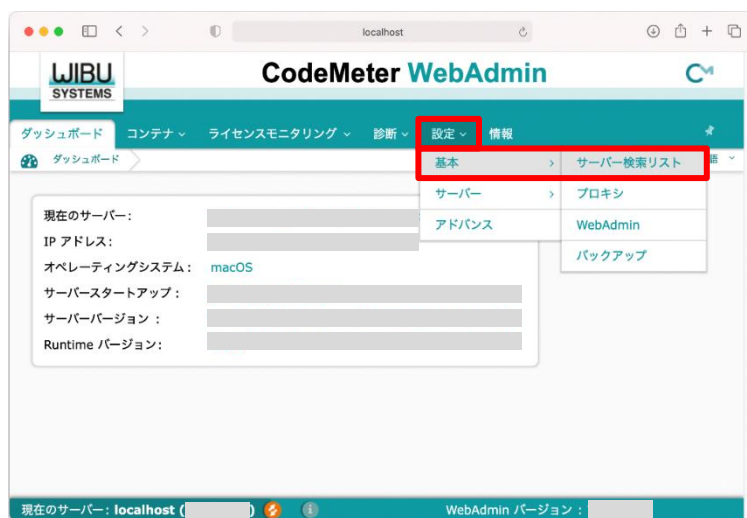 localhost
WIBU
SYSTEMS
CodeMeter WebAdmin
ダッシュボード コンテナ ライセンスモニタリング 診断 設定 情報
ダッシュボード
語
基本 サーバー検索リスト
サーバー プロキシ
アドバンス WebAdmin
バックアップ
現在のサーバー:
IP アドレス:
オペレーティングシステム: macOS
サーバースタートアップ:
サーバーバージョン :
Runtime バージョン:
現在のサーバー: localhost ( ) WebAdmin バージョン :